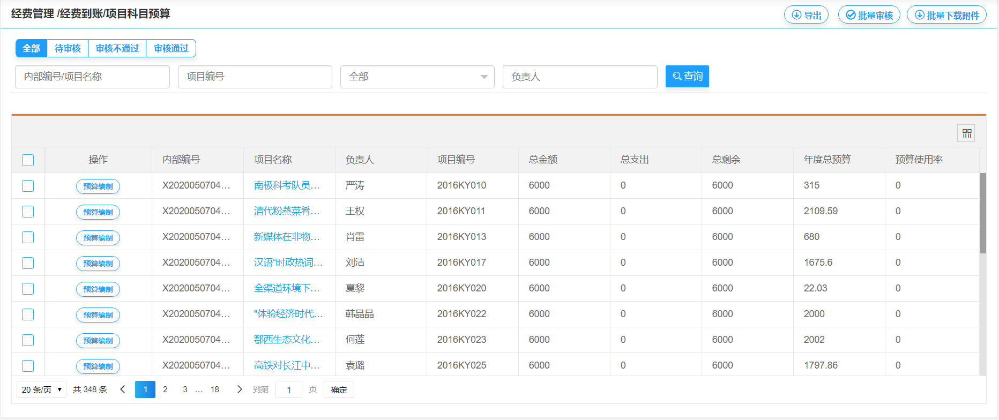 经费管理 /经费到账/项目科目预算
导出 批量审核 批量下载附件
全部 待审核 审核不通过 审核通过
内部编号/项目名称 项目编号 全部 负责人 查询
操作 内部编号 项目名称 负责人 项目编号 总金额 总支出 总剩余 年度总预算 预算使用率
预算编制 X2020050704... 南极科考队员... 严涛 2016KY010 6000 0 6000 315 0
预算编制 X2020050704... 清代粉蒸菜肴... 王权 2016KY011 6000 0 6000 2109.59 0
预算编制 X2020050704... 新媒体在非物... 肖雷 2016KY013 6000 0 6000 680 0
预算编制 X2020050704... 汉语“时政热词... 刘洁 2016KY017 6000 0 6000 1675.6 0
预算编制 X2020050704... 全渠道环境下... 夏黎 2016KY020 6000 0 6000 22.03 0
预算编制 X2020050704... "体验经济时代... 韩晶晶 2016KY022 6000 0 6000 2000 0
预算编制 X2020050704... 鄂西生态文化... 何莲 2016KY023 6000 0 6000 2002 0
预算编制 X2020050704... 高铁对长江中... 袁璐 2016KY025 6000 0 6000 1797.86 0
20 条/页 共 348 条 1 2 3 ... 18 到第 1 页 确定